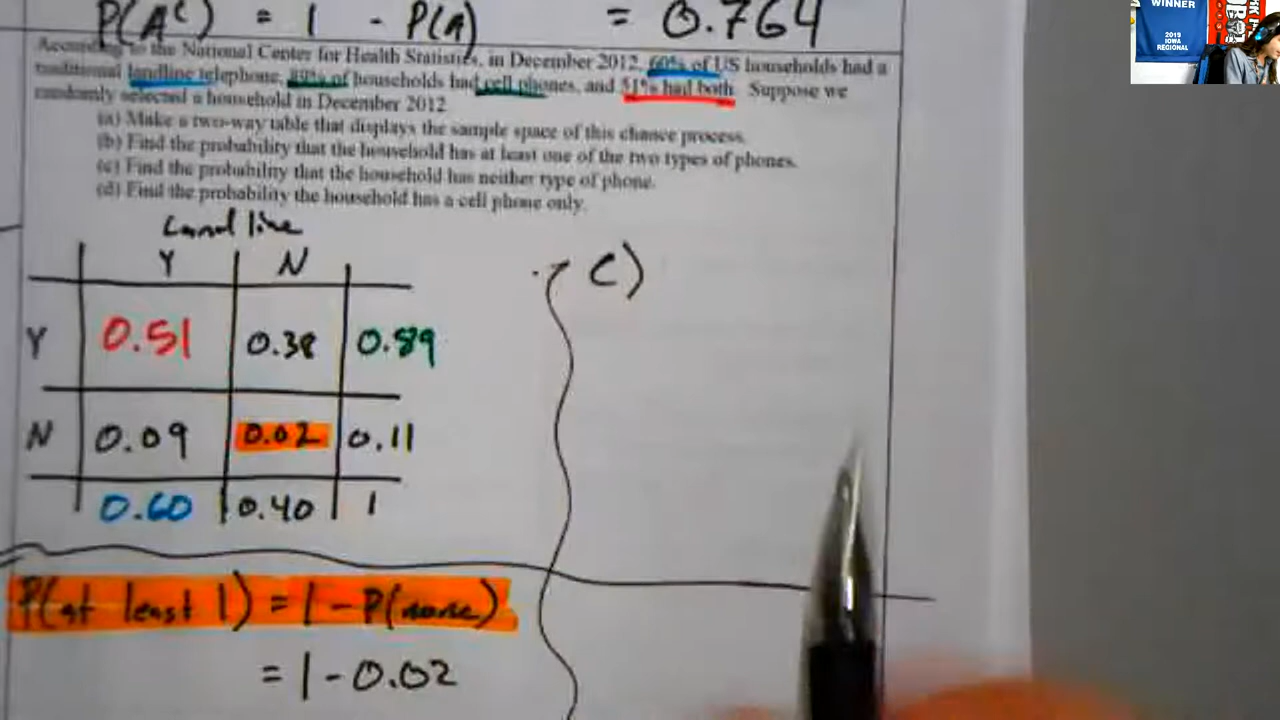 P(Aᶜ) = 1 - P(A) = 0.764
WINNER
2019
IOWA
REGIONAL
According to the National Center for Health Statistics, in December 2012, 60% of US households had a
traditional landline telephone, 89% of households had cell phones, and 51% had both. Suppose we
randomly selected a household in December 2012.
(a) Make a two-way table that displays the sample space of this chance process.
(b) Find the probability that the household has at least one of the two types of phones.
(c) Find the probability that the household has neither type of phone.
(d) Find the probability the household has a cell phone only.
Land line
Y N
C)
Y 0.51 0.38 0.89
N 0.09 0.02 0.11
0.60 0.40 1
P(at least 1) = 1 - P(none)
= 1 - 0.02